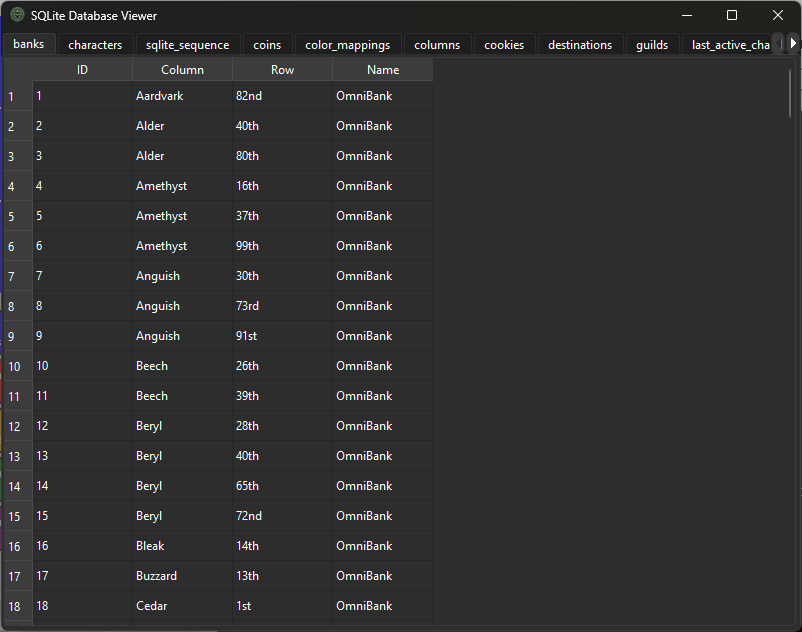 SQLite Database Viewer
banks characters sqlite_sequence coins color_mappings columns cookies destinations guilds last_active_cha
ID Column Row Name
1 1 Aardvark 82nd OmniBank
2 2 Alder 40th OmniBank
3 3 Alder 80th OmniBank
4 4 Amethyst 16th OmniBank
5 5 Amethyst 37th OmniBank
6 6 Amethyst 99th OmniBank
7 7 Anguish 30th OmniBank
8 8 Anguish 73rd OmniBank
9 9 Anguish 91st OmniBank
10 10 Beech 26th OmniBank
11 11 Beech 39th OmniBank
12 12 Beryl 28th OmniBank
13 13 Beryl 40th OmniBank
14 14 Beryl 65th OmniBank
15 15 Beryl 72nd OmniBank
16 16 Bleak 14th OmniBank
17 17 Buzzard 13th OmniBank
18 18 Cedar 1st OmniBank